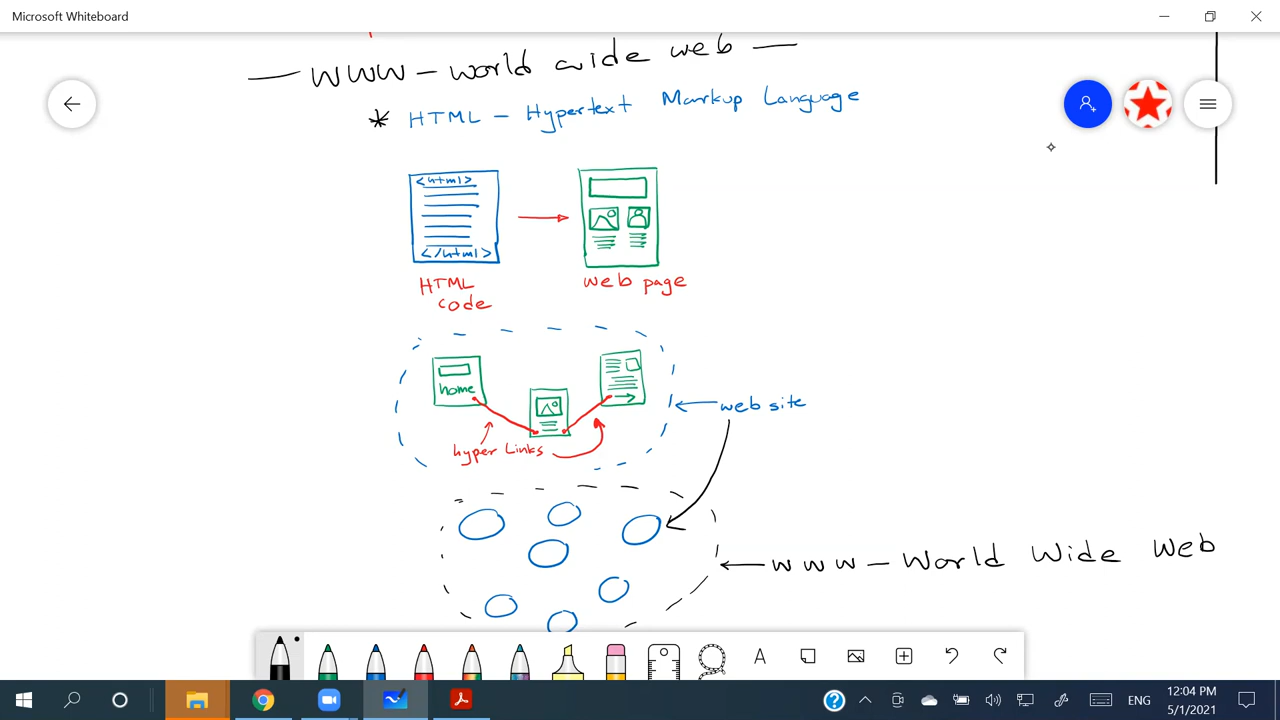 Microsoft Whiteboard
— WWW – World wide web —
* HTML – Hypertext Markup Language
<html>
</html>
HTML
code
web page
home
web site
hyper Links
WWW – World Wide Web
A
ENG
12:04 PM
5/1/2021